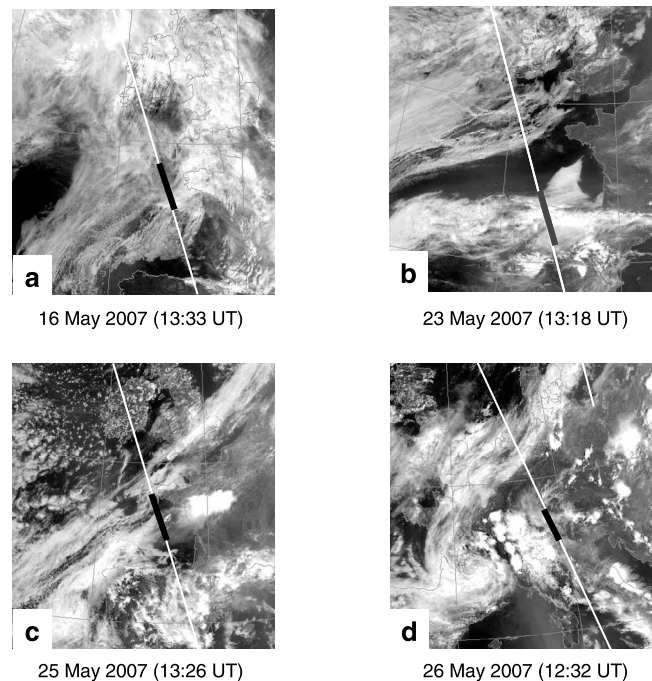 a
b
16 May 2007 (13:33 UT)
23 May 2007 (13:18 UT)
c
d
25 May 2007 (13:26 UT)
26 May 2007 (12:32 UT)